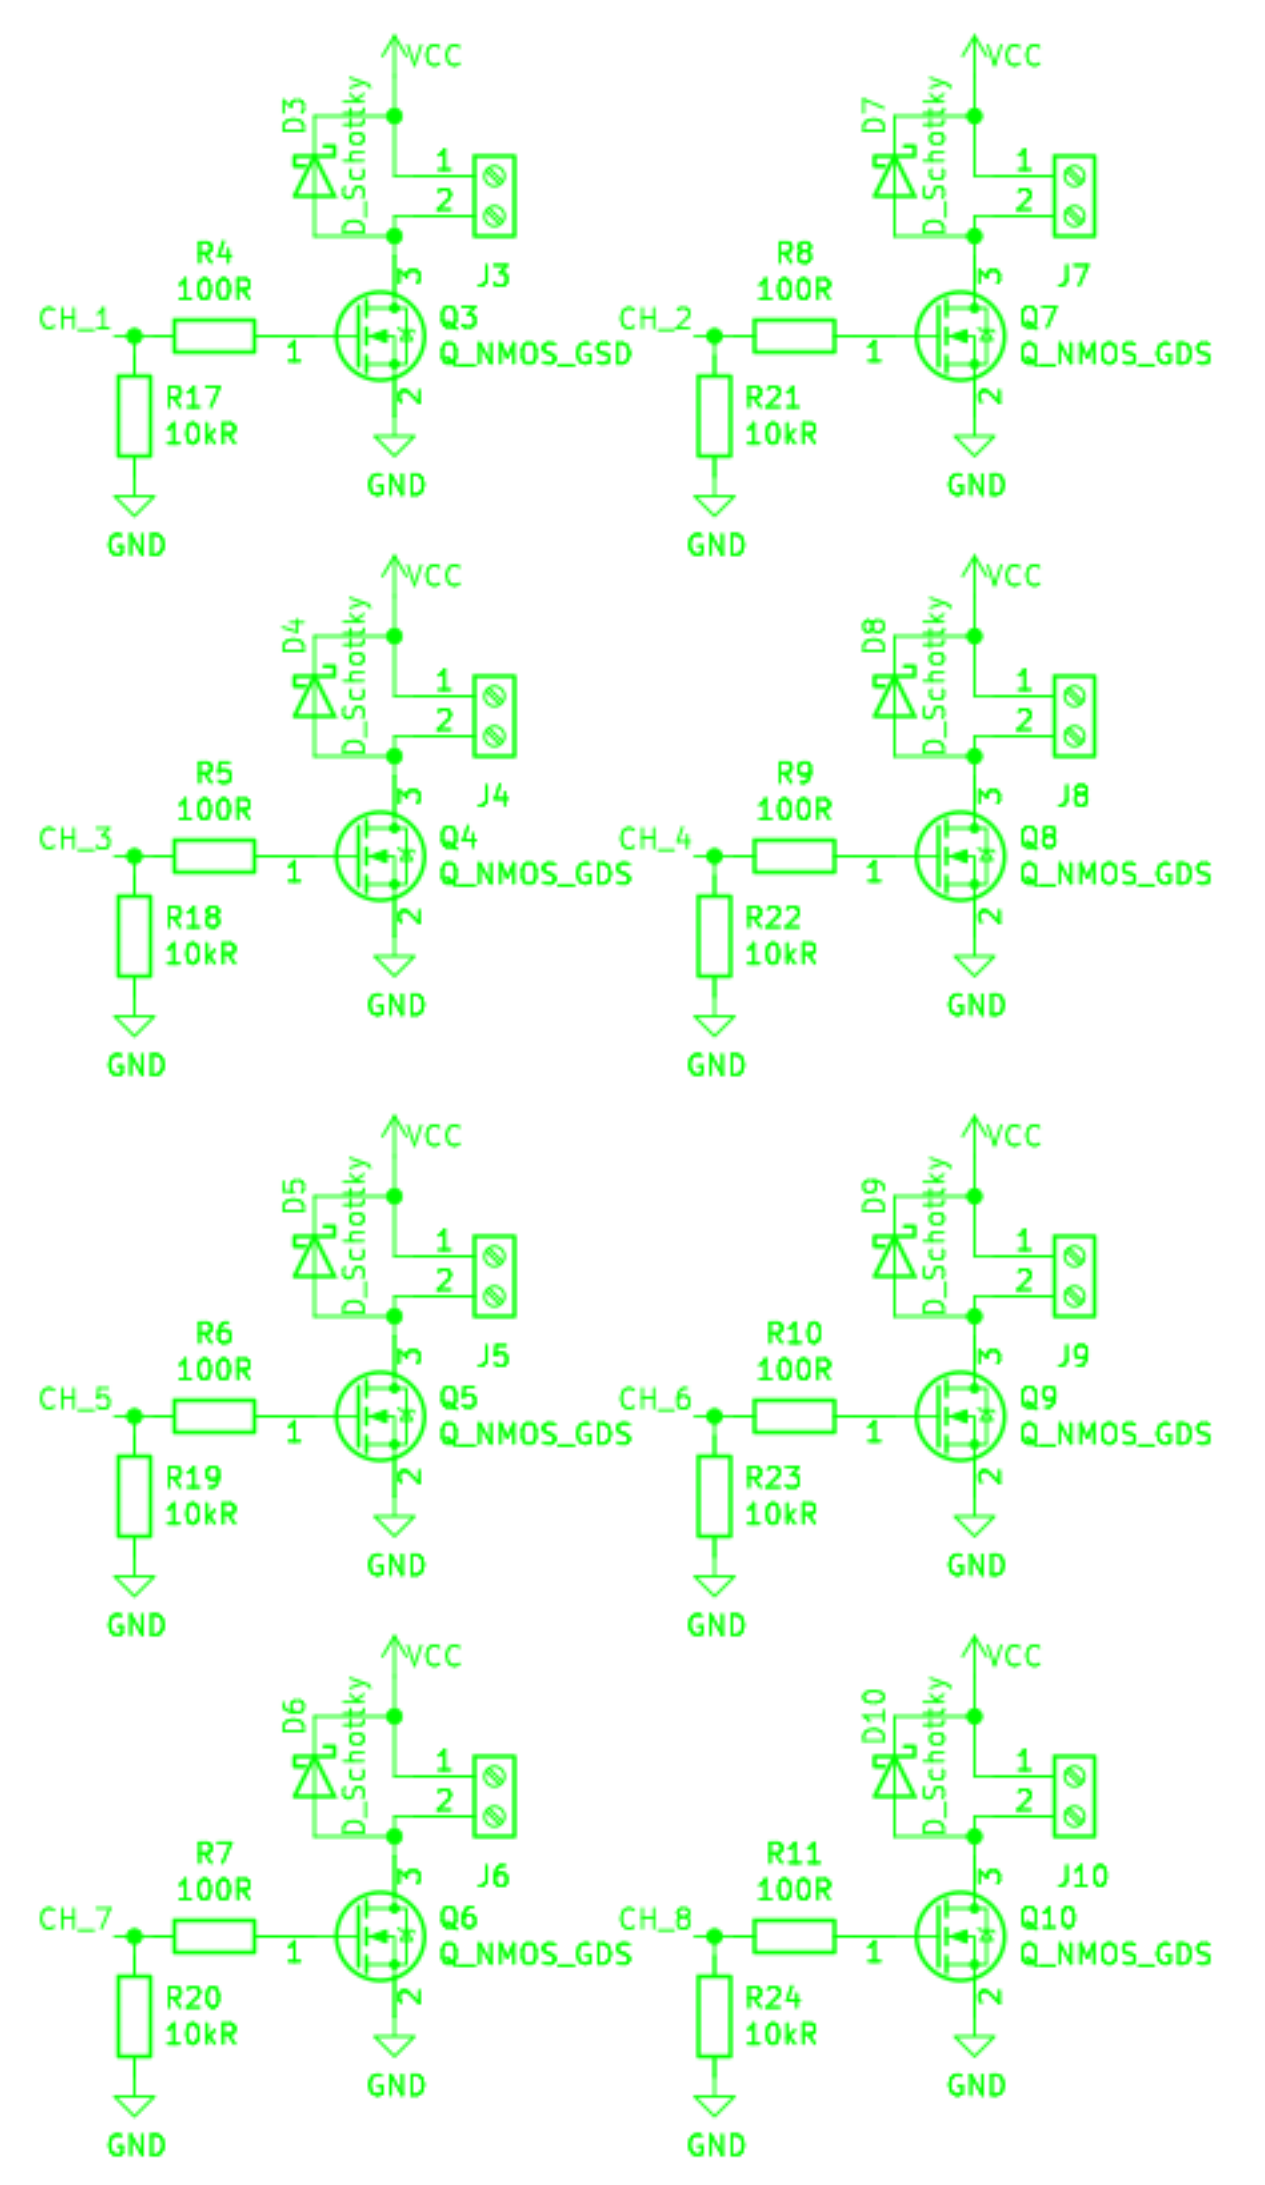 VCC
D3
D_Schottky
1
2
J3
R4
100R
CH_1
1
3
Q3
Q_NMOS_GSD
2
R17
10kR
GND
GND
VCC
D7
D_Schottky
1
2
J7
R8
100R
CH_2
1
3
Q7
Q_NMOS_GDS
2
R21
10kR
GND
GND
VCC
D4
D_Schottky
1
2
J4
R5
100R
CH_3
1
3
Q4
Q_NMOS_GDS
2
R18
10kR
GND
GND
VCC
D8
D_Schottky
1
2
J8
R9
100R
CH_4
1
3
Q8
Q_NMOS_GDS
2
R22
10kR
GND
GND
VCC
D5
D_Schottky
1
2
J5
R6
100R
CH_5
1
3
Q5
Q_NMOS_GDS
2
R19
10kR
GND
GND
VCC
D9
D_Schottky
1
2
J9
R10
100R
CH_6
1
3
Q9
Q_NMOS_GDS
2
R23
10kR
GND
GND
VCC
D6
D_Schottky
1
2
J6
R7
100R
CH_7
1
3
Q6
Q_NMOS_GDS
2
R20
10kR
GND
GND
VCC
D10
D_Schottky
1
2
J10
R11
100R
CH_8
1
3
Q10
Q_NMOS_GDS
2
R24
10kR
GND
GND